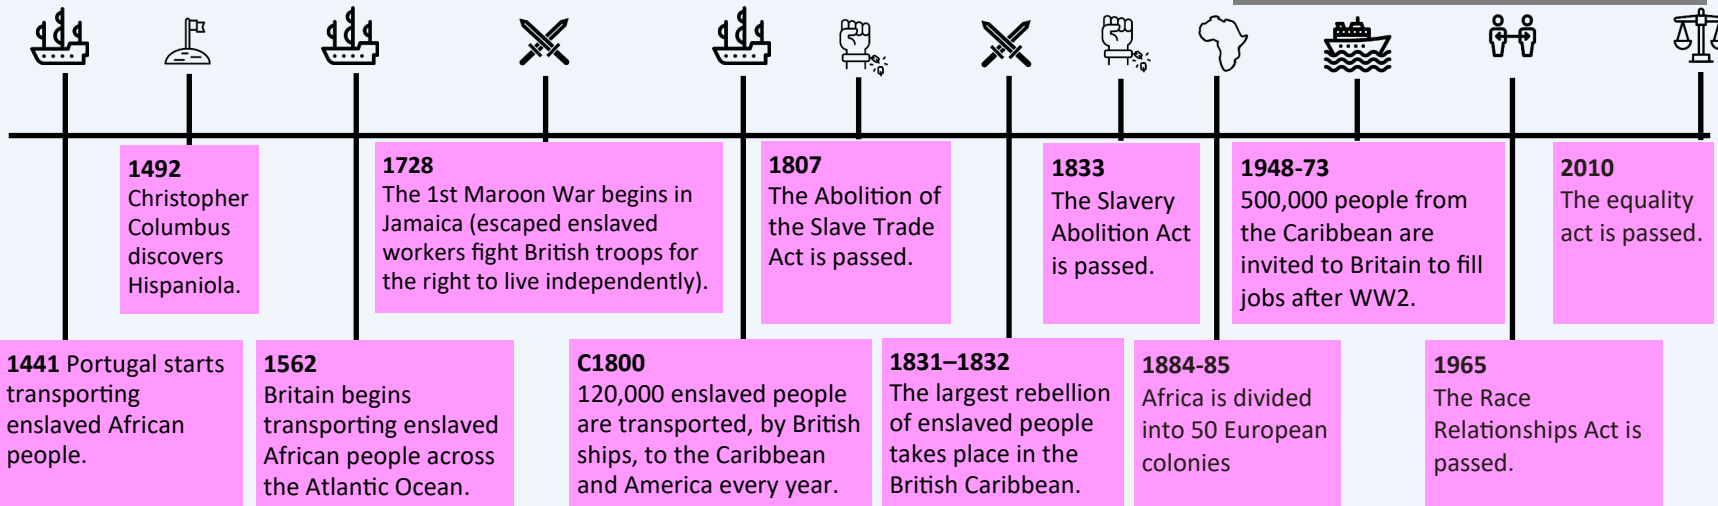 1492
Christopher
Columbus
discovers
Hispaniola.
1728
The 1st Maroon War begins in
Jamaica (escaped enslaved
workers fight British troops for
the right to live independently).
1807
The Abolition of
the Slave Trade
Act is passed.
1833
The Slavery
Abolition Act
is passed.
1948-73
500,000 people from
the Caribbean are
invited to Britain to fill
jobs after WW2.
2010
The equality
act is passed.
1441 Portugal starts
transporting
enslaved African
people.
1562
Britain begins
transporting enslaved
African people across
the Atlantic Ocean.
C1800
120,000 enslaved people
are transported, by British
ships, to the Caribbean
and America every year.
1831–1832
The largest rebellion
of enslaved people
takes place in the
British Caribbean.
1884-85
Africa is divided
into 50 European
colonies
1965
The Race
Relationships Act is
passed.